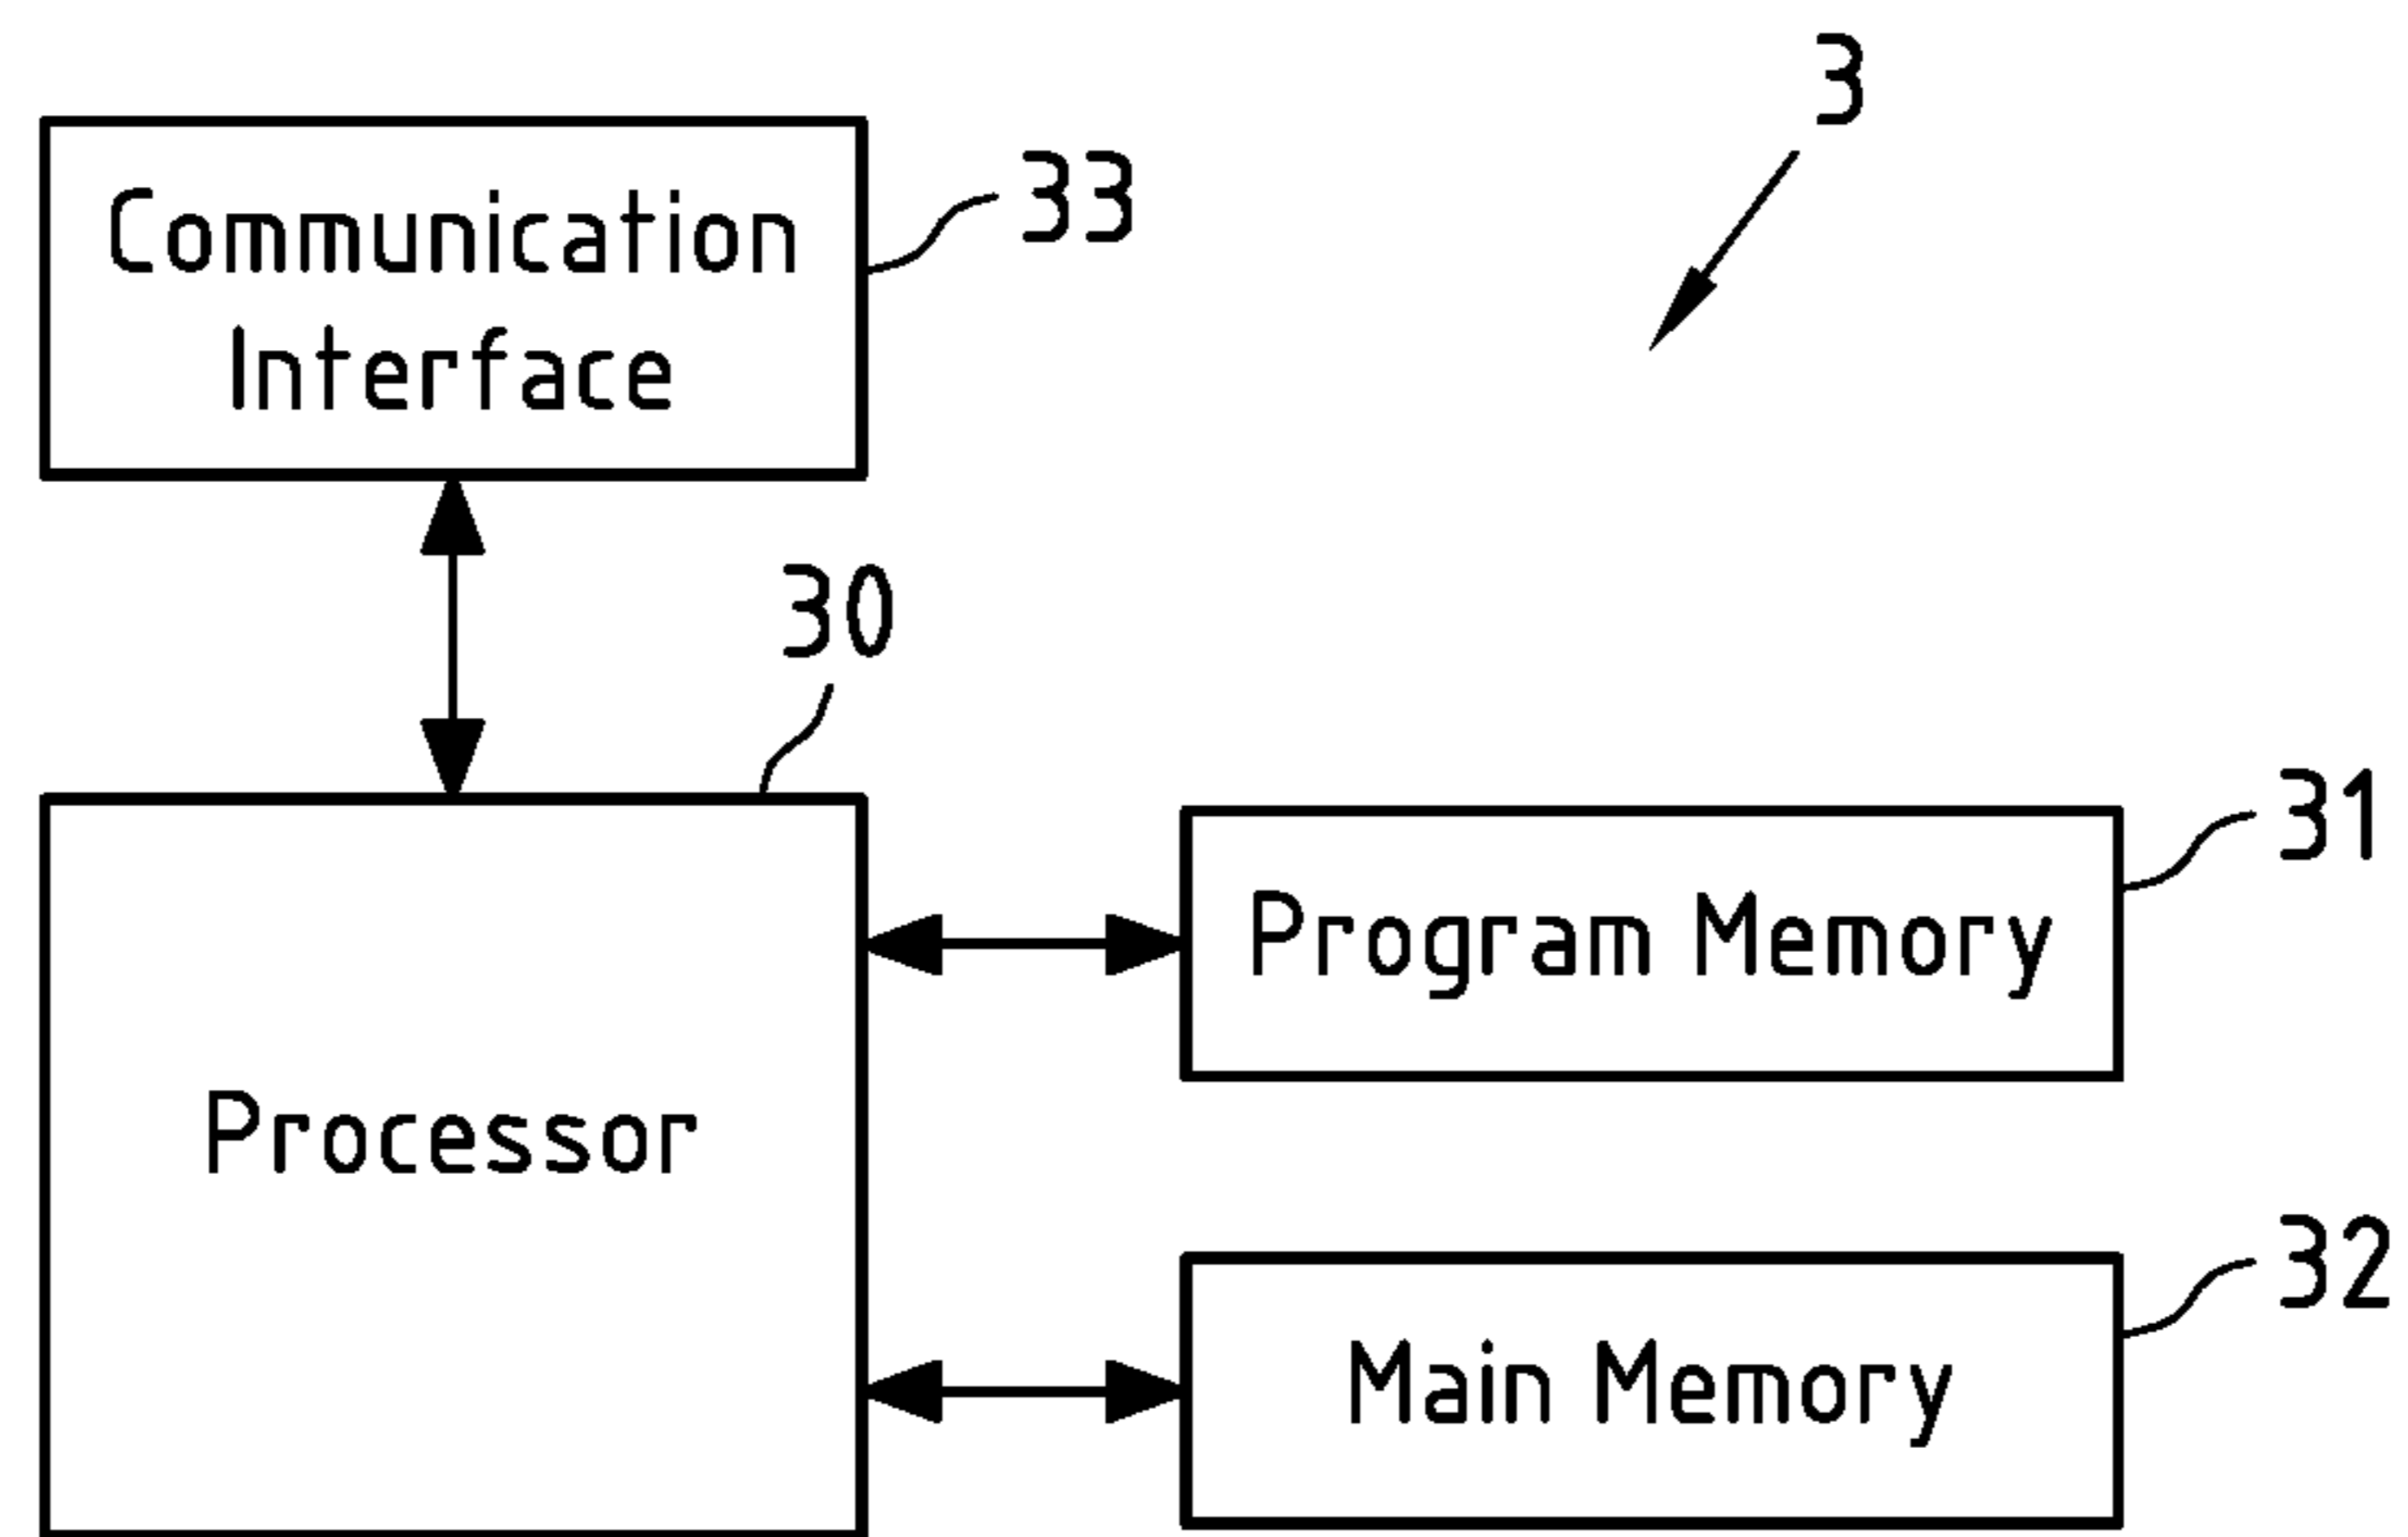 3
Communication
Interface
33
30
Processor
Program Memory
31
Main Memory
32